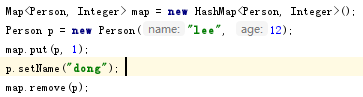 Map<Person, Integer> map = new HashMap<Person, Integer>();
Person p = new Person( name: "lee", age: 12);
map.put(p, 1);
p.setName("dong");
map.remove(p);